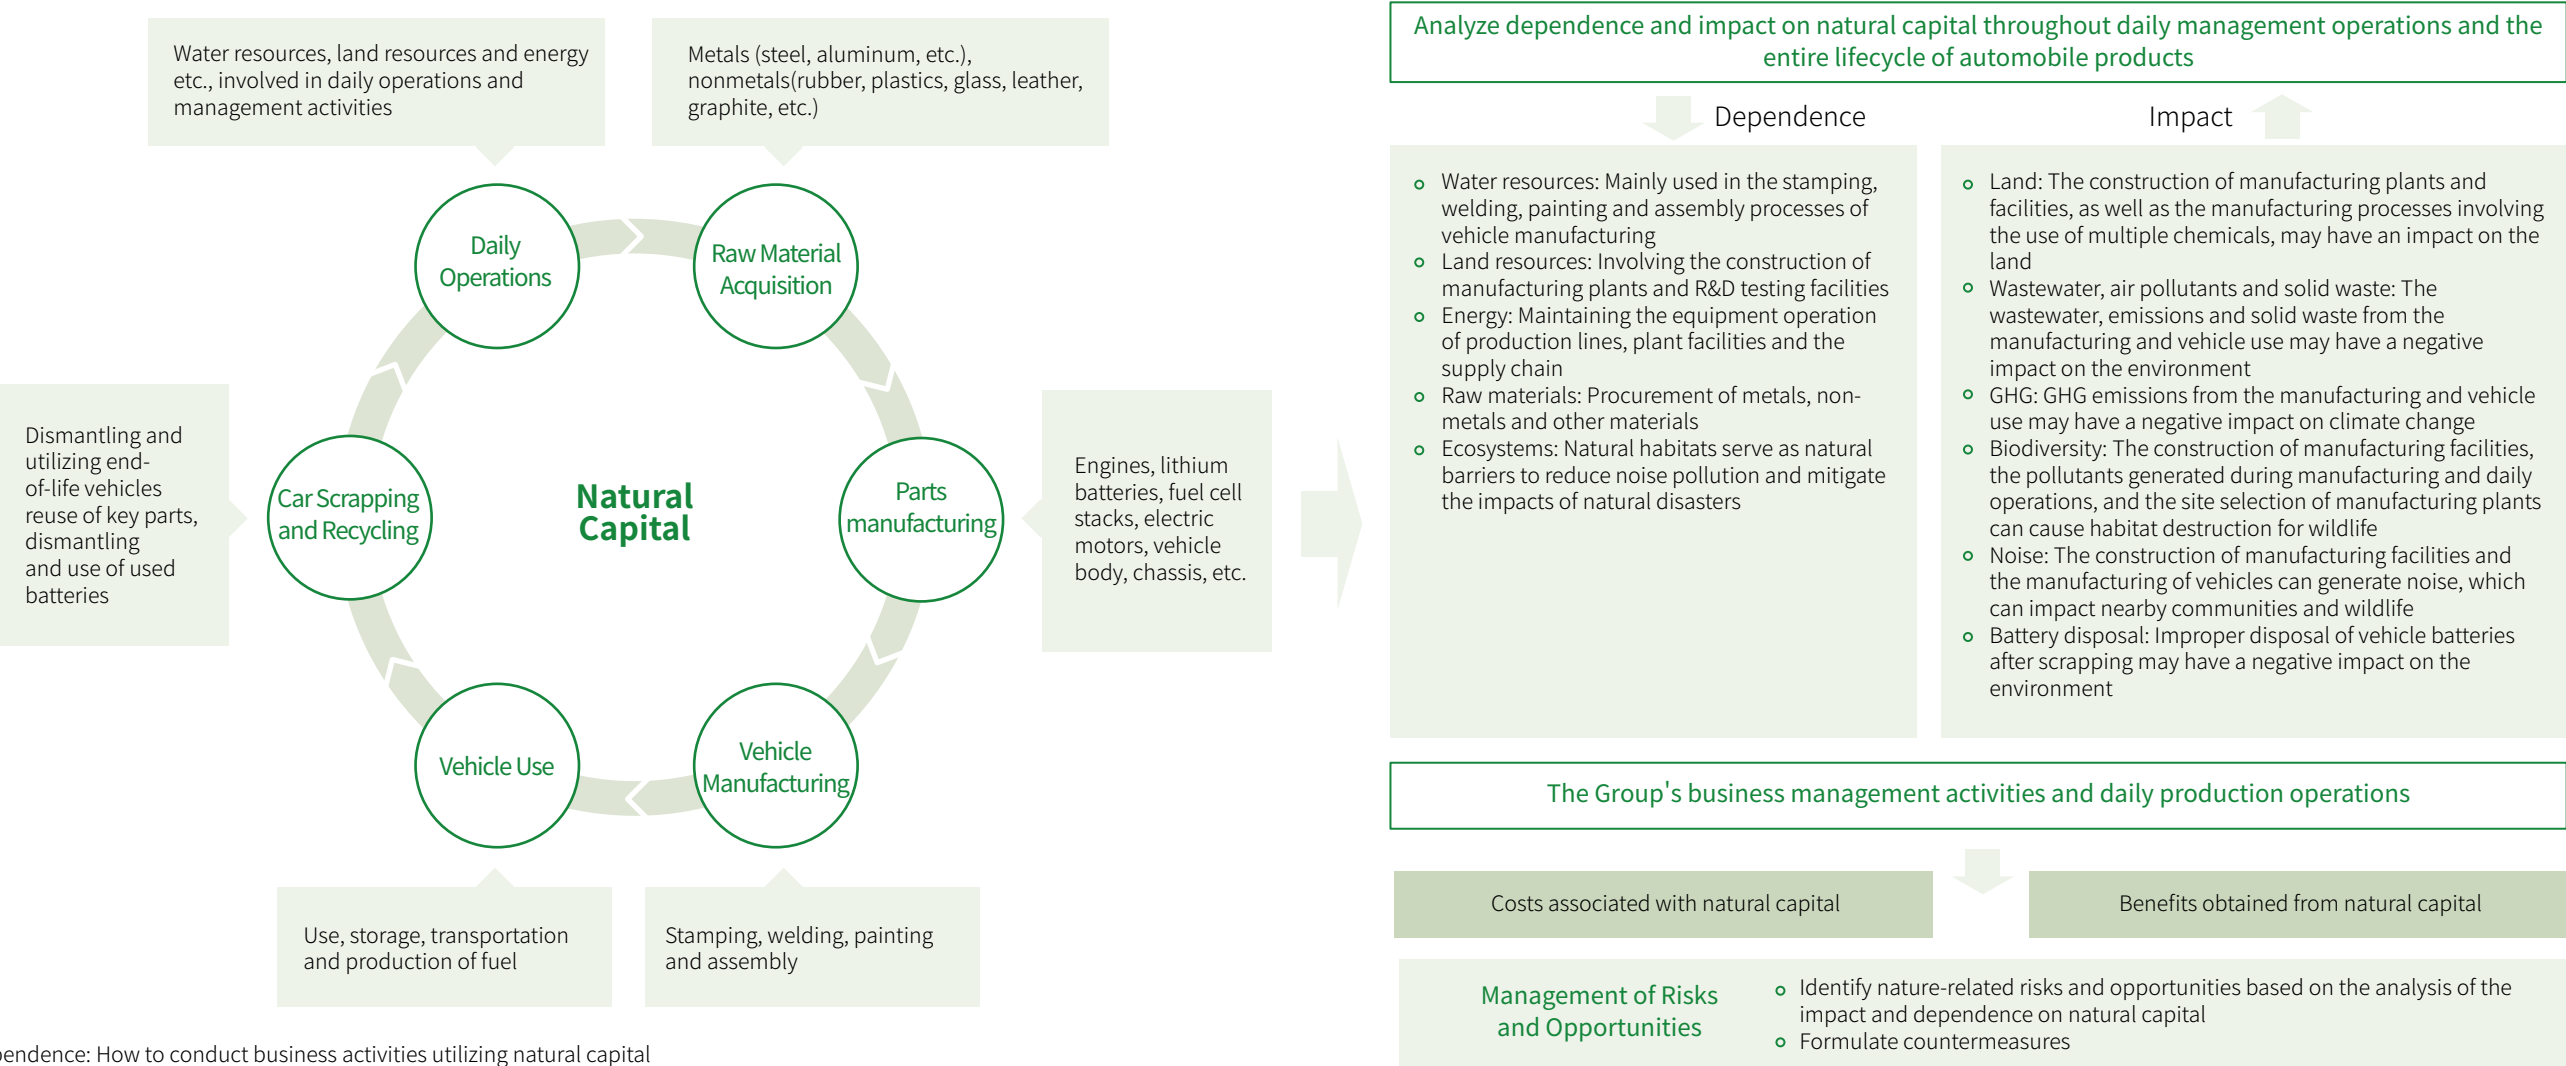 Water resources, land resources and energy
etc., involved in daily operations and
management activities
Metals (steel, aluminum, etc.),
nonmetals(rubber, plastics, glass, leather,
graphite, etc.)
Daily
Operations
Raw Material
Acquisition
Dismantling and
utilizing end-
of-life vehicles
reuse of key parts,
dismantling
and use of used
batteries
Car Scrapping
and Recycling
Natural
Capital
Parts
manufacturing
Engines, lithium
batteries, fuel cell
stacks, electric
motors, vehicle
body, chassis, etc.
Vehicle Use
Vehicle
Manufacturing
Use, storage, transportation
and production of fuel
Stamping, welding, painting
and assembly
pendence: How to conduct business activities utilizing natural capital
Analyze dependence and impact on natural capital throughout daily management operations and the
entire lifecycle of automobile products
Dependence
Impact
Water resources: Mainly used in the stamping,
welding, painting and assembly processes of
vehicle manufacturing
Land resources: Involving the construction of
manufacturing plants and R&D testing facilities
Energy: Maintaining the equipment operation
of production lines, plant facilities and the
supply chain
Raw materials: Procurement of metals, non-
metals and other materials
Ecosystems: Natural habitats serve as natural
barriers to reduce noise pollution and mitigate
the impacts of natural disasters
Land: The construction of manufacturing plants and
facilities, as well as the manufacturing processes involving
the use of multiple chemicals, may have an impact on the
land
Wastewater, air pollutants and solid waste: The
wastewater, emissions and solid waste from the
manufacturing and vehicle use may have a negative
impact on the environment
GHG: GHG emissions from the manufacturing and vehicle
use may have a negative impact on climate change
Biodiversity: The construction of manufacturing facilities,
the pollutants generated during manufacturing and daily
operations, and the site selection of manufacturing plants
can cause habitat destruction for wildlife
Noise: The construction of manufacturing facilities and
the manufacturing of vehicles can generate noise, which
can impact nearby communities and wildlife
Battery disposal: Improper disposal of vehicle batteries
after scrapping may have a negative impact on the
environment
The Group's business management activities and daily production operations
Costs associated with natural capital
Benefits obtained from natural capital
Management of Risks
and Opportunities
Identify nature-related risks and opportunities based on the analysis of the
impact and dependence on natural capital
Formulate countermeasures